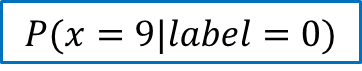 P(x = 9|label = 0)